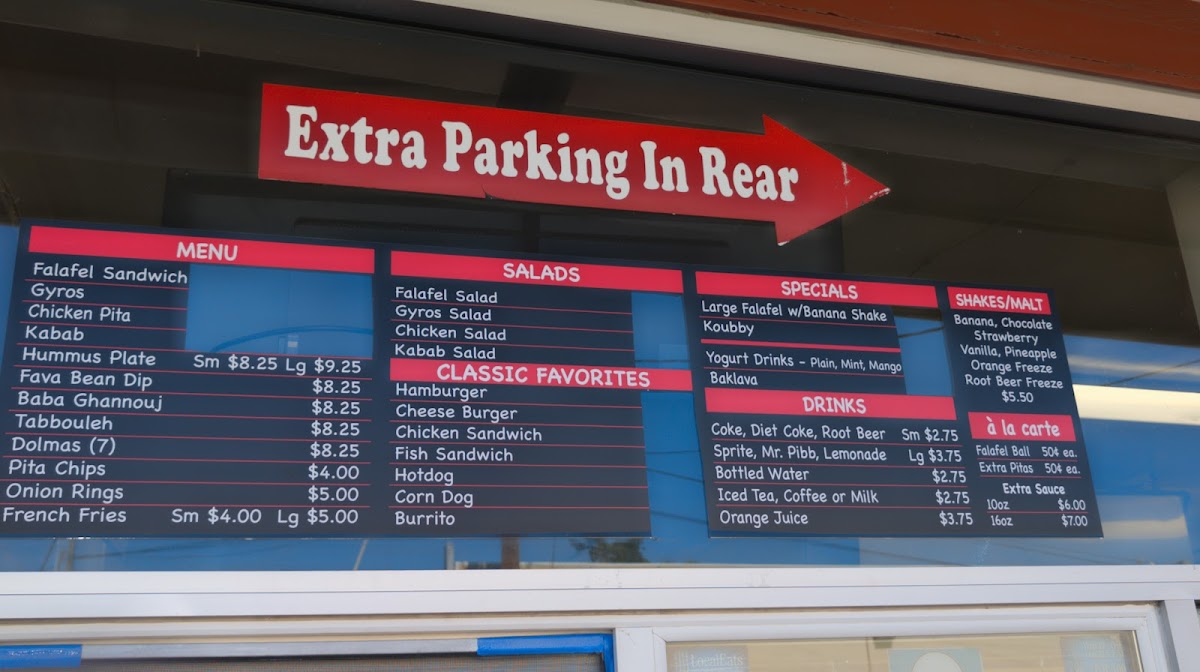 Extra Parking In Rear
MENU
Falafel Sandwich
Gyros
Chicken Pita
Kabab
Hummus Plate Sm $8.25 Lg $9.25
Fava Bean Dip $8.25
Baba Ghannouj $8.25
Tabbouleh $8.25
Dolmas (7) $8.25
Pita Chips $4.00
Onion Rings $5.00
French Fries Sm $4.00 Lg $5.00
SALADS
Falafel Salad
Gyros Salad
Chicken Salad
Kabab Salad
CLASSIC FAVORITES
Hamburger
Cheese Burger
Chicken Sandwich
Fish Sandwich
Hotdog
Corn Dog
Burrito
SPECIALS
Large Falafel w/Banana Shake
Koubby
Yogurt Drinks - Plain, Mint, Mango
Baklava
DRINKS
Coke, Diet Coke, Root Beer Sm $2.75
Sprite, Mr. Pibb, Lemonade Lg $3.75
Bottled Water $2.75
Iced Tea, Coffee or Milk $2.75
Orange Juice $3.75
SHAKES/MALT
Banana, Chocolate
Strawberry
Vanilla, Pineapple
Orange Freeze
Root Beer Freeze
$5.50
à la carte
Falafel Ball 50¢ ea.
Extra Pitas 50¢ ea.
Extra Sauce
10oz $6.00
16oz $7.00
LocalEats